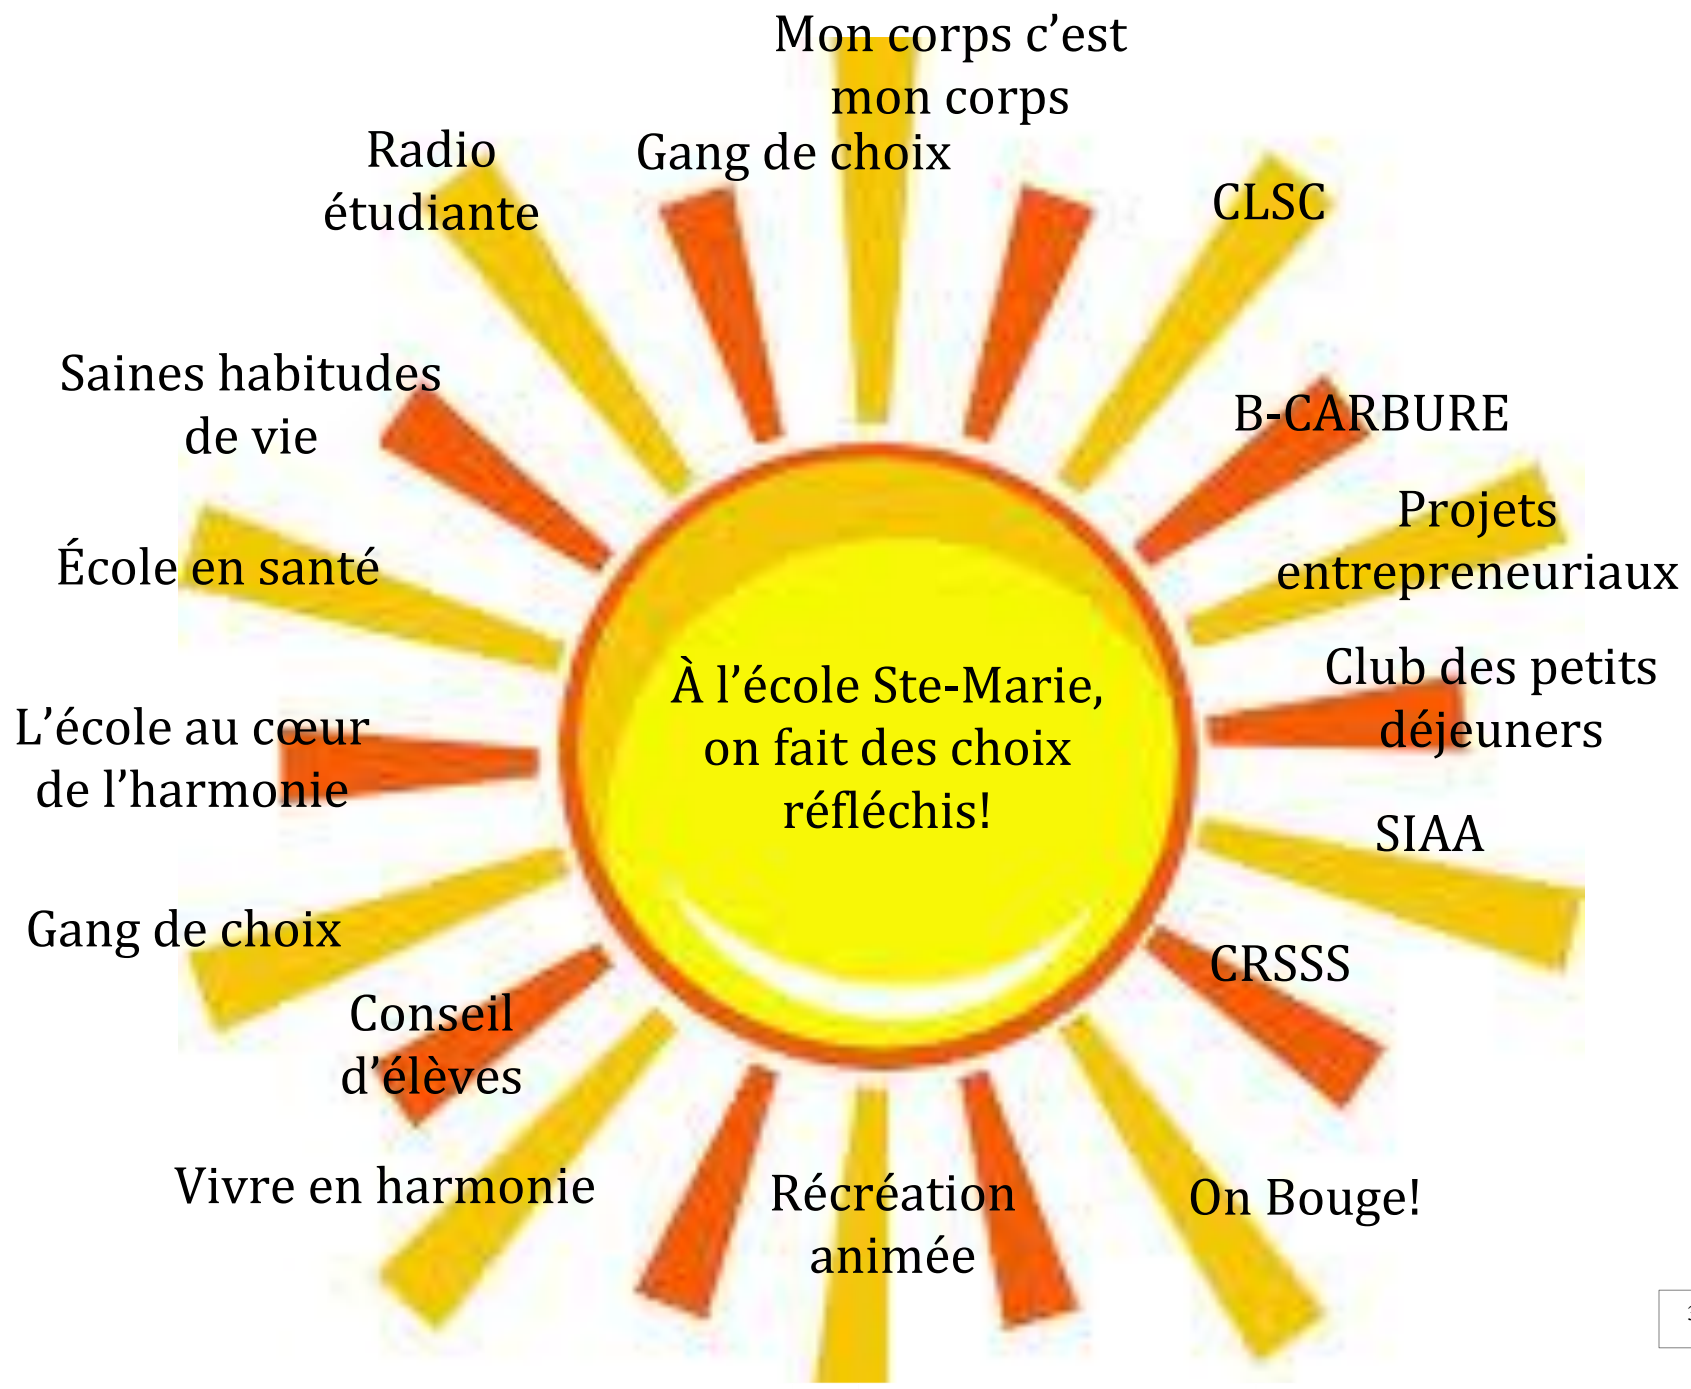 Mon corps c’est
mon corps
Radio
étudiante
Gang de choix
CLSC
Saines habitudes
de vie
B-CARBURE
Projets
entrepreneuriaux
École en santé
Club des petits
déjeuners
À l’école Ste-Marie,
on fait des choix
réfléchis!
L’école au cœur
de l’harmonie
SIAA
Gang de choix
CRSSS
Conseil
d’élèves
Vivre en harmonie
Récréation
animée
On Bouge!